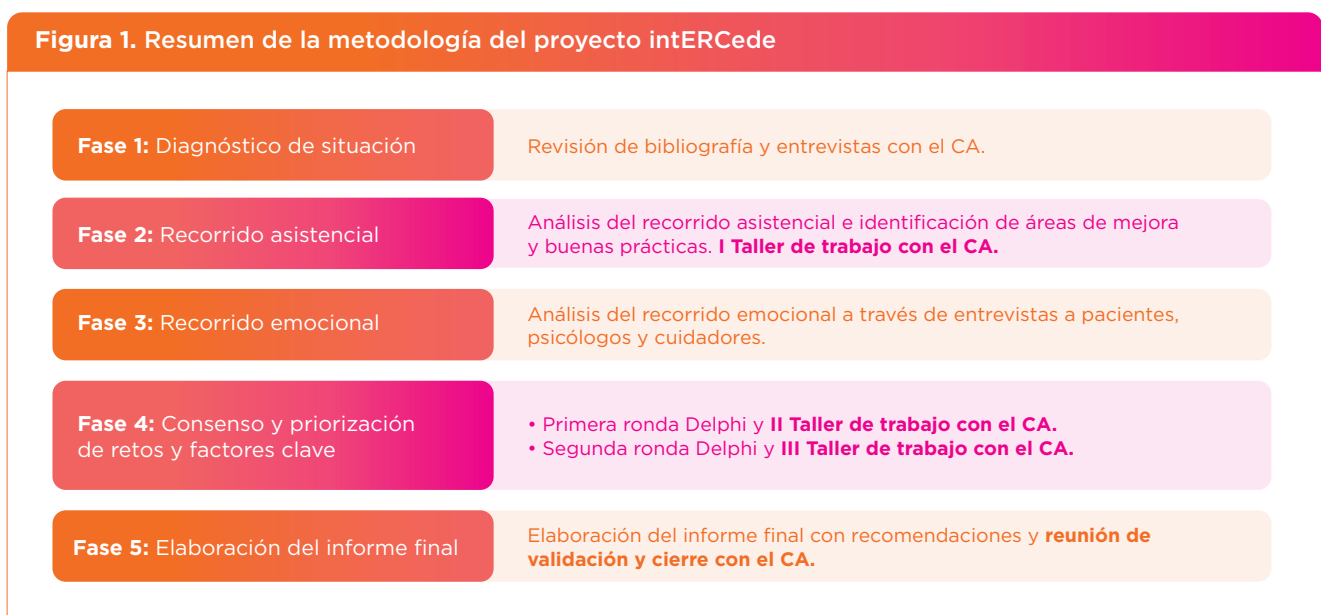 Figura 1. Resumen de la metodología del proyecto intERCede
Fase 1: Diagnóstico de situación
Revisión de bibliografía y entrevistas con el CA.
Fase 2: Recorrido asistencial
Análisis del recorrido asistencial e identificación de áreas de mejora
y buenas prácticas. I Taller de trabajo con el CA.
Fase 3: Recorrido emocional
Análisis del recorrido emocional a través de entrevistas a pacientes,
psicólogos y cuidadores.
Fase 4: Consenso y priorización
de retos y factores clave
• Primera ronda Delphi y II Taller de trabajo con el CA.
• Segunda ronda Delphi y III Taller de trabajo con el CA.
Fase 5: Elaboración del informe final
Elaboración del informe final con recomendaciones y reunión de
validación y cierre con el CA.